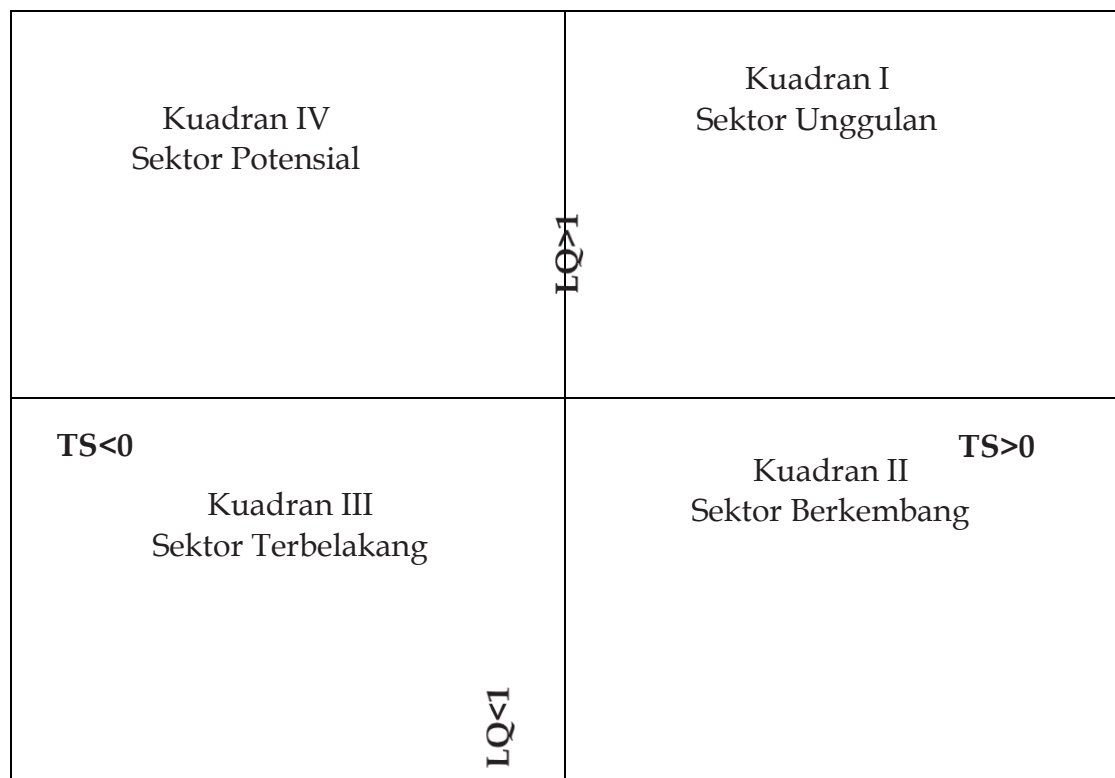 Kuadran IV
Sektor Potensial
Kuadran I
Sektor Unggulan
LQ>1
TS<0
Kuadran III
Sektor Terbelakang
LQ<1
TS>0
Kuadran II
Sektor Berkembang